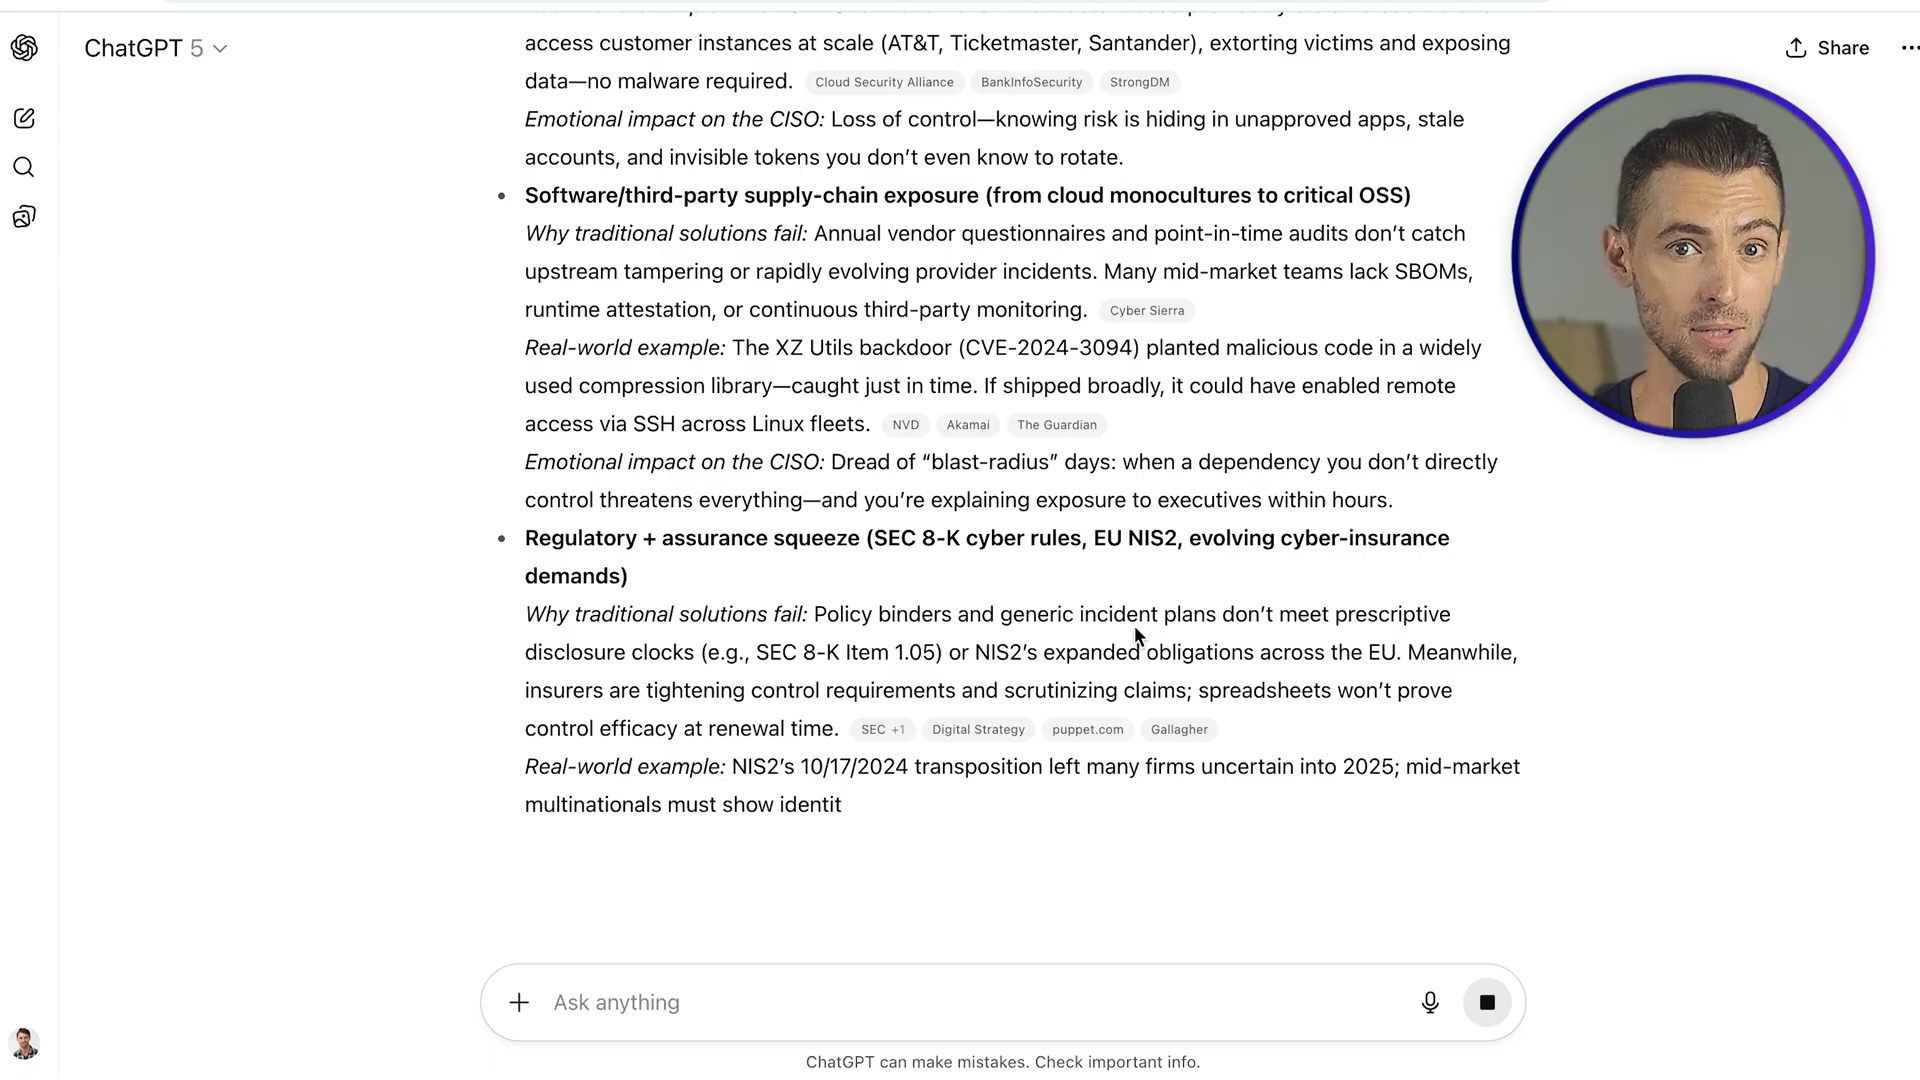 ChatGPT 5
Share
access customer instances at scale (AT&T, Ticketmaster, Santander), extorting victims and exposing
data—no malware required. Cloud Security Alliance BankInfoSecurity StrongDM
Emotional impact on the CISO: Loss of control—knowing risk is hiding in unapproved apps, stale
accounts, and invisible tokens you don’t even know to rotate.
• Software/third-party supply-chain exposure (from cloud monocultures to critical OSS)
Why traditional solutions fail: Annual vendor questionnaires and point-in-time audits don’t catch
upstream tampering or rapidly evolving provider incidents. Many mid-market teams lack SBOMs,
runtime attestation, or continuous third-party monitoring. Cyber Sierra
Real-world example: The XZ Utils backdoor (CVE-2024-3094) planted malicious code in a widely
used compression library—caught just in time. If shipped broadly, it could have enabled remote
access via SSH across Linux fleets. NVD Akamai The Guardian
Emotional impact on the CISO: Dread of “blast-radius” days: when a dependency you don’t directly
control threatens everything—and you’re explaining exposure to executives within hours.
• Regulatory + assurance squeeze (SEC 8-K cyber rules, EU NIS2, evolving cyber-insurance
demands)
Why traditional solutions fail: Policy binders and generic incident plans don’t meet prescriptive
disclosure clocks (e.g., SEC 8-K Item 1.05) or NIS2’s expanded obligations across the EU. Meanwhile,
insurers are tightening control requirements and scrutinizing claims; spreadsheets won’t prove
control efficacy at renewal time. SEC +1 Digital Strategy puppet.com Gallagher
Real-world example: NIS2’s 10/17/2024 transposition left many firms uncertain into 2025; mid-market
multinationals must show identit
Ask anything
ChatGPT can make mistakes. Check important info.